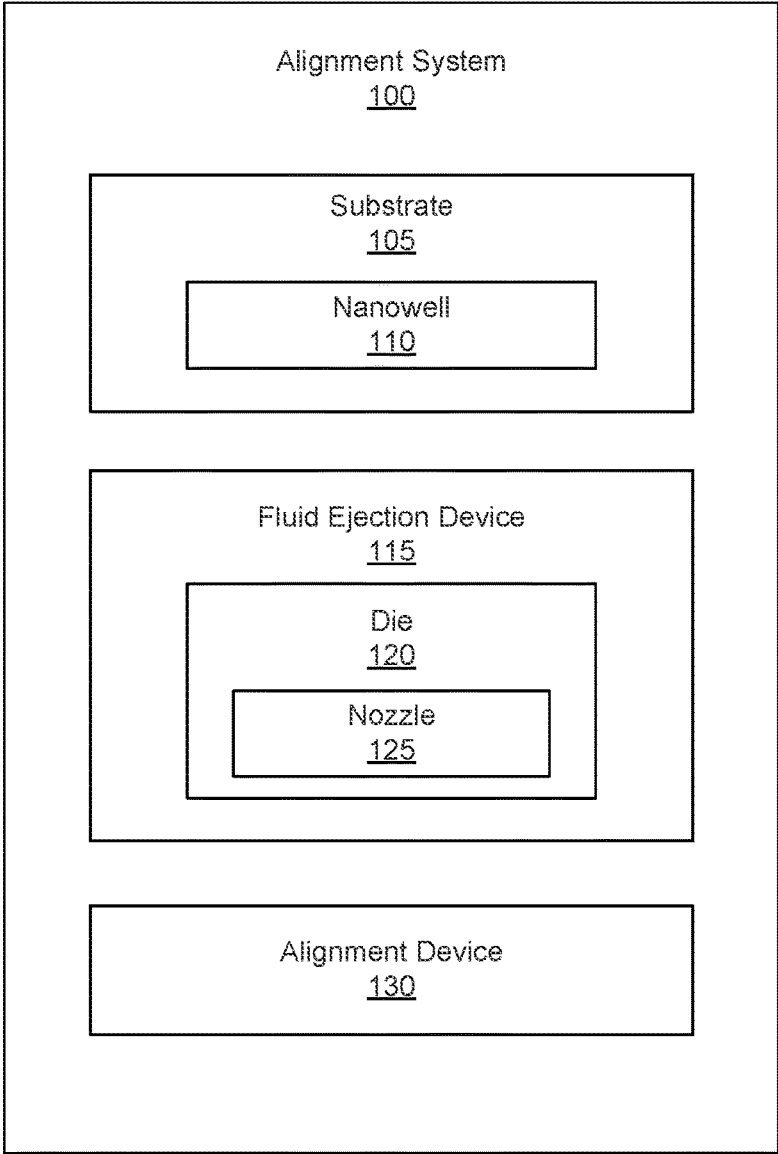 Alignment System
100
Substrate
105
Nanowell
110
Fluid Ejection Device
115
Die
120
Nozzle
125
Alignment Device
130